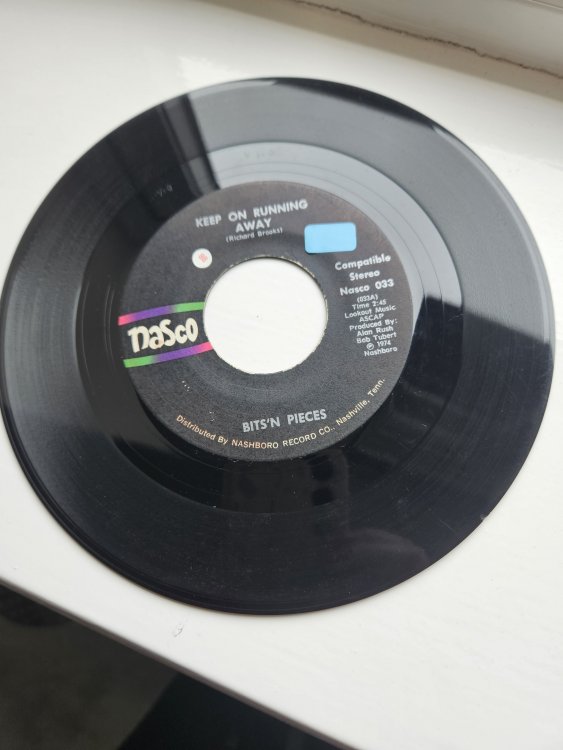 KEEP ON RUNNING
AWAY
(Richard Brooks)
Compatible
Stereo
Nasco 033
(033A)
Time 2:45
Lookout Music
ASCAP
Produced By:
Alan Rush
Bob Tubert
℗ 1974
Nashboro
nasco
BITS'N PIECES
Distributed By NASHBORO RECORD CO., Nashville, Tenn.